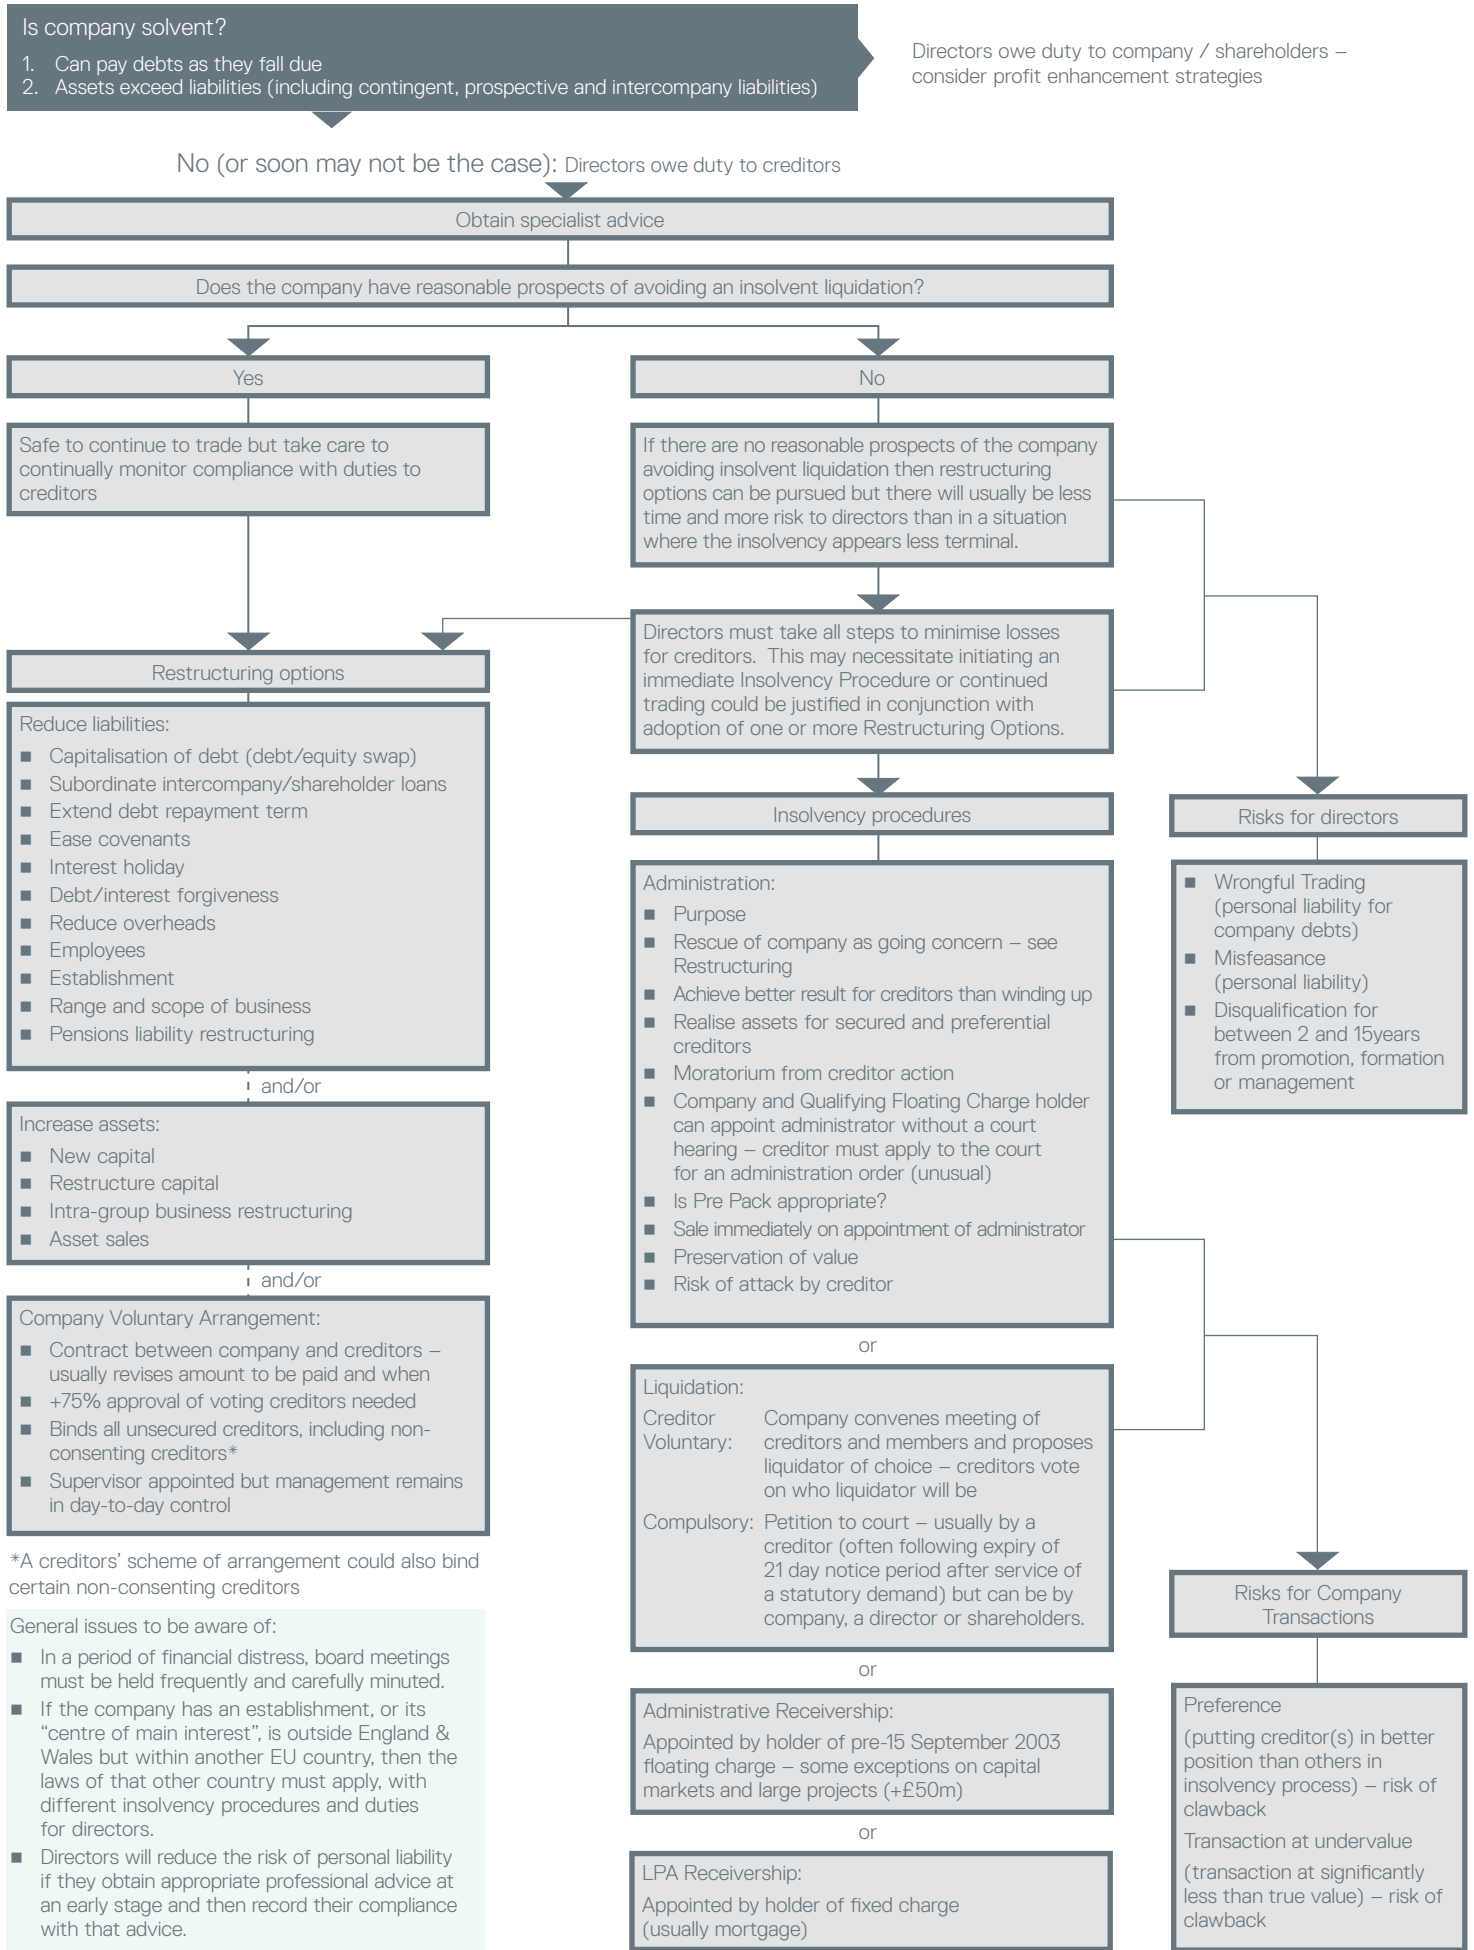 Is company solvent?
1. Can pay debts as they fall due
2. Assets exceed liabilities (including contingent, prospective and intercompany liabilities)
Directors owe duty to company / shareholders –
consider profit enhancement strategies
No (or soon may not be the case): Directors owe duty to creditors
Obtain specialist advice
Does the company have reasonable prospects of avoiding an insolvent liquidation?
Yes
Safe to continue to trade but take care to
continually monitor compliance with duties to
creditors
No
If there are no reasonable prospects of the company
avoiding insolvent liquidation then restructuring
options can be pursued but there will usually be less
time and more risk to directors than in a situation
where the insolvency appears less terminal.
Directors must take all steps to minimise losses
for creditors. This may necessitate initiating an
immediate Insolvency Procedure or continued
trading could be justified in conjunction with
adoption of one or more Restructuring Options.
Restructuring options
Reduce liabilities:
■ Capitalisation of debt (debt/equity swap)
■ Subordinate intercompany/shareholder loans
■ Extend debt repayment term
■ Ease covenants
■ Interest holiday
■ Debt/interest forgiveness
■ Reduce overheads
■ Employees
■ Establishment
■ Range and scope of business
■ Pensions liability restructuring
and/or
Increase assets:
■ New capital
■ Restructure capital
■ Intra-group business restructuring
■ Asset sales
and/or
Company Voluntary Arrangement:
■ Contract between company and creditors –
usually revises amount to be paid and when
■ +75% approval of voting creditors needed
■ Binds all unsecured creditors, including non-
consenting creditors*
■ Supervisor appointed but management remains
in day-to-day control
*A creditors’ scheme of arrangement could also bind
certain non-consenting creditors
General issues to be aware of:
■ In a period of financial distress, board meetings
must be held frequently and carefully minuted.
■ If the company has an establishment, or its
“centre of main interest”, is outside England &
Wales but within another EU country, then the
laws of that other country must apply, with
different insolvency procedures and duties
for directors.
■ Directors will reduce the risk of personal liability
if they obtain appropriate professional advice at
an early stage and then record their compliance
with that advice.
Insolvency procedures
Administration:
■ Purpose
■ Rescue of company as going concern – see
Restructuring
■ Achieve better result for creditors than winding up
■ Realise assets for secured and preferential
creditors
■ Moratorium from creditor action
■ Company and Qualifying Floating Charge holder
can appoint administrator without a court
hearing – creditor must apply to the court
for an administration order (unusual)
■ Is Pre Pack appropriate?
■ Sale immediately on appointment of administrator
■ Preservation of value
■ Risk of attack by creditor
or
Liquidation:
Creditor Company convenes meeting of
Voluntary: creditors and members and proposes
liquidator of choice – creditors vote
on who liquidator will be
Compulsory: Petition to court – usually by a
creditor (often following expiry of
21 day notice period after service of
a statutory demand) but can be by
company, a director or shareholders.
or
Administrative Receivership:
Appointed by holder of pre-15 September 2003
floating charge – some exceptions on capital
markets and large projects (+£50m)
or
LPA Receivership:
Appointed by holder of fixed charge
(usually mortgage)
Risks for directors
■ Wrongful Trading
(personal liability for
company debts)
■ Misfeasance
(personal liability)
■ Disqualification for
between 2 and 15years
from promotion, formation
or management
Risks for Company
Transactions
Preference
(putting creditor(s) in better
position than others in
insolvency process) – risk of
clawback
Transaction at undervalue
(transaction at significantly
less than true value) – risk of
clawback